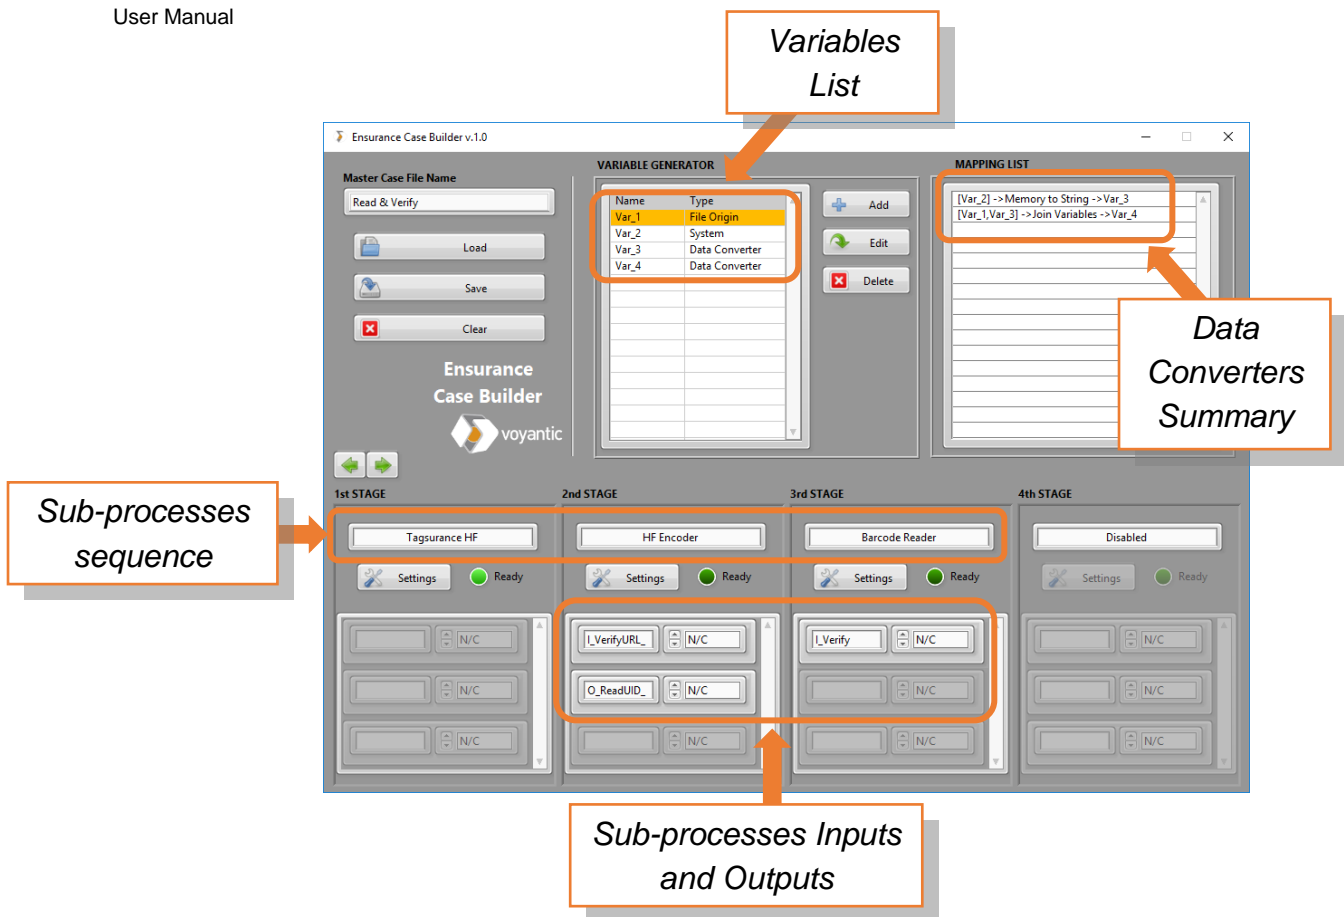 User Manual
Variables
List
Ensurance Case Builder v.1.0
Master Case File Name
Read & Verify
Load
Save
Clear
Ensurance
Case Builder
voyantic
VARIABLE GENERATOR
Name Type
Var_1 File Origin
Var_2 System
Var_3 Data Converter
Var_4 Data Converter
Add
Edit
Delete
MAPPING LIST
[Var_2] ->Memory to String ->Var_3
[Var_1,Var_3] ->Join Variables ->Var_4
Data
Converters
Summary
Sub-processes
sequence
1st STAGE
Tagsurance HF
Settings Ready
N/C
N/C
N/C
2nd STAGE
HF Encoder
Settings Ready
I_VerifyURL_ N/C
O_ReadUID_ N/C
N/C
3rd STAGE
Barcode Reader
Settings Ready
I_Verify N/C
N/C
N/C
4th STAGE
Disabled
Settings Ready
N/C
N/C
N/C
Sub-processes Inputs
and Outputs